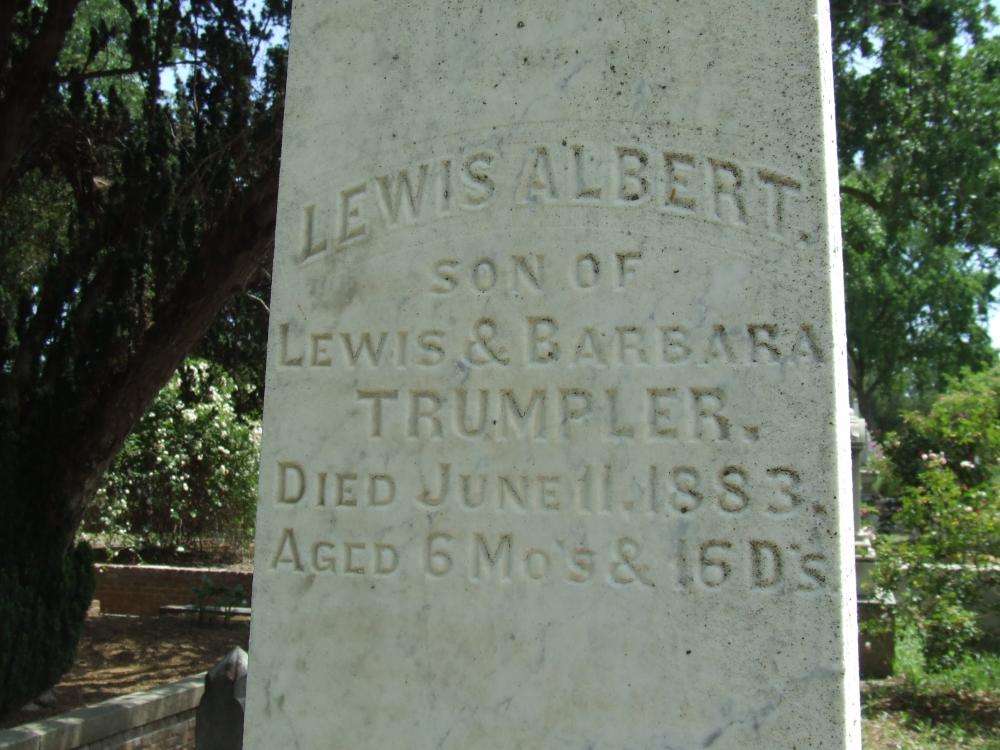 LEWIS ALBERT.
SON OF
LEWIS & BARBARA
TRUMPLER.
DIED JUNE 11. 1883.
AGED 6 MO'S & 16 D'S